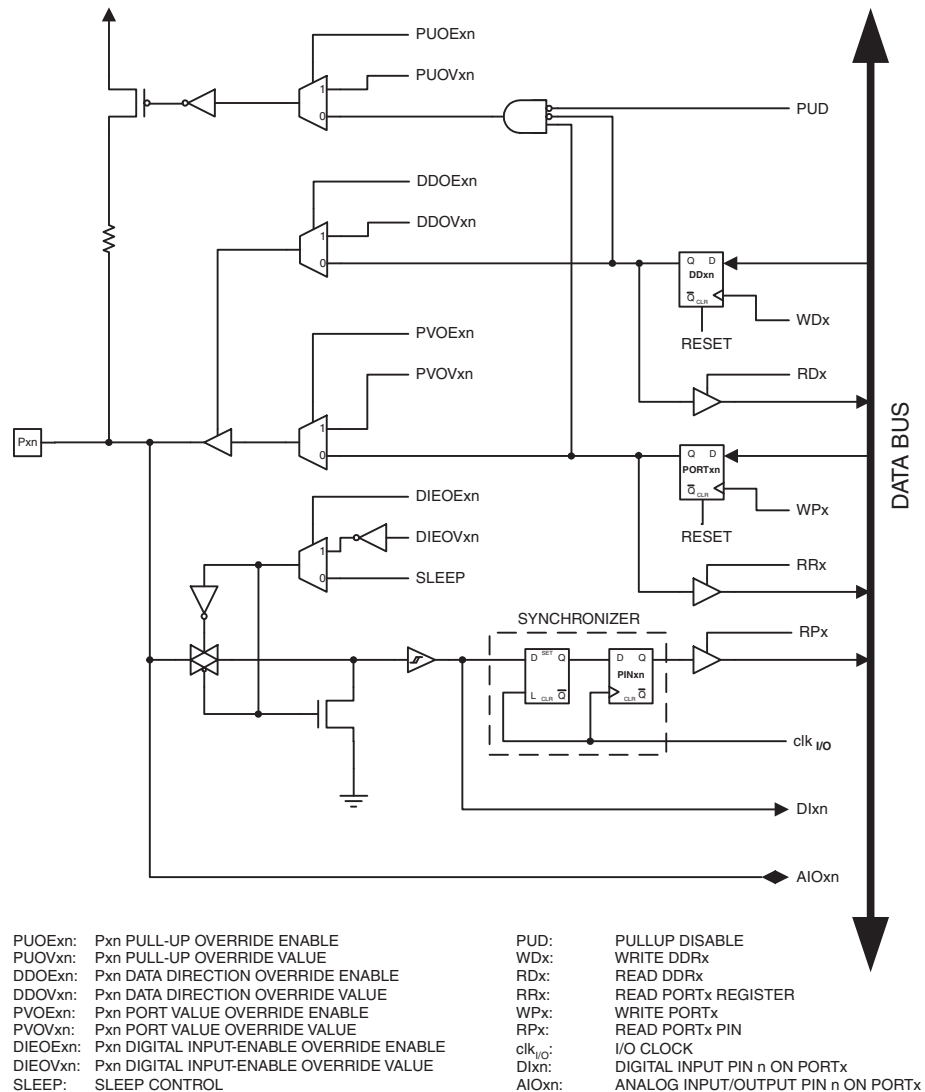 PUOExn
PUOVxn
1
0
PUD
DDOExn
DDOVxn
1
0
Q D
DDxn
Q CLR
WDx
RESET
PVOExn
RDx
PVOVxn
1
0
Pxn
Q D
PORTxn
Q CLR
WPx
RESET
DATA BUS
DIEOExn
DIEOVxn
1
0
SLEEP
RRx
SYNCHRONIZER
RPx
D SET Q
L CLR Q
D Q
PINxn
CLR Q
clk I/O
DIxn
AIOxn
PUOExn: Pxn PULL-UP OVERRIDE ENABLE
PUOVxn: Pxn PULL-UP OVERRIDE VALUE
DDOExn: Pxn DATA DIRECTION OVERRIDE ENABLE
DDOVxn: Pxn DATA DIRECTION OVERRIDE VALUE
PVOExn: Pxn PORT VALUE OVERRIDE ENABLE
PVOVxn: Pxn PORT VALUE OVERRIDE VALUE
DIEOExn: Pxn DIGITAL INPUT-ENABLE OVERRIDE ENABLE
DIEOVxn: Pxn DIGITAL INPUT-ENABLE OVERRIDE VALUE
SLEEP: SLEEP CONTROL
PUD: PULLUP DISABLE
WDx: WRITE DDRx
RDx: READ DDRx
RRx: READ PORTx REGISTER
WPx: WRITE PORTx
RPx: READ PORTx PIN
clkI/O: I/O CLOCK
DIxn: DIGITAL INPUT PIN n ON PORTx
AIOxn: ANALOG INPUT/OUTPUT PIN n ON PORTx